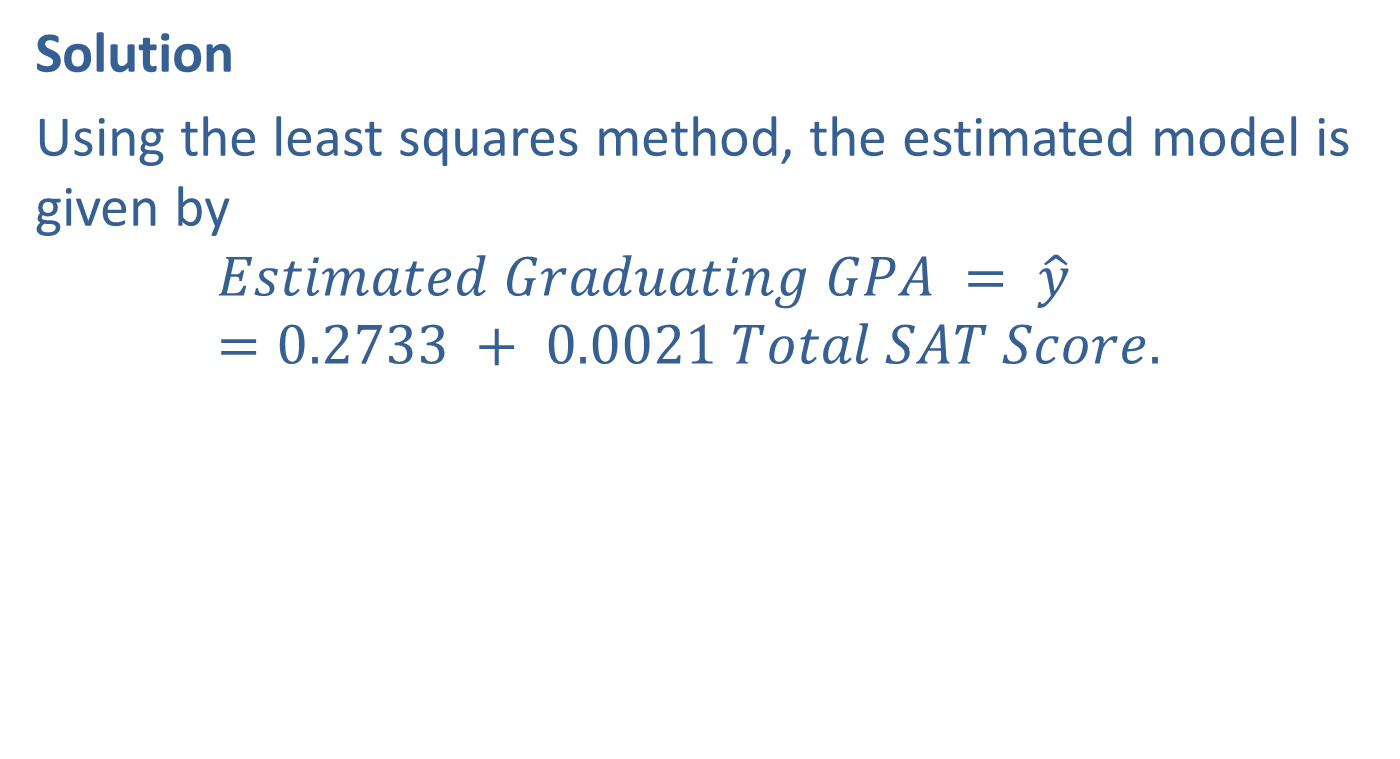 Solution
Using the least squares method, the estimated model is
given by
Estimated Graduating GPA = ŷ
= 0.2733 + 0.0021 Total SAT Score.